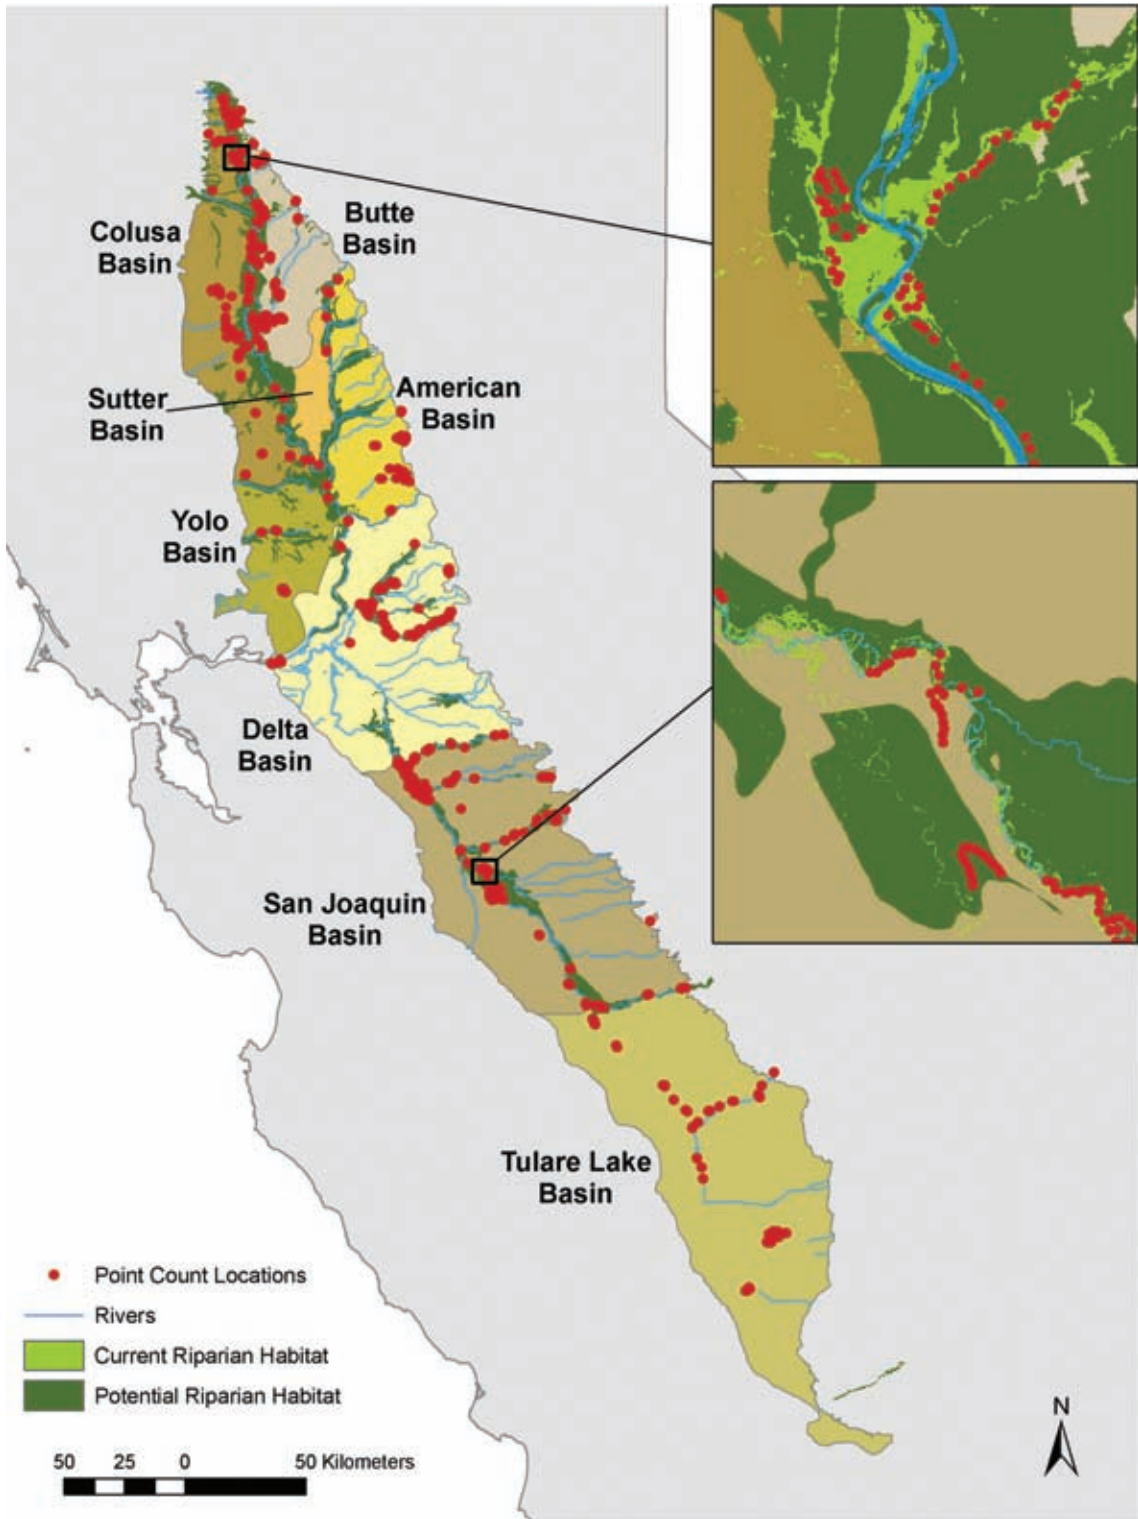 Butte
Basin
Colusa
Basin
Sutter
Basin
American
Basin
Yolo
Basin
Delta
Basin
San Joaquin
Basin
Tulare Lake
Basin
Point Count Locations
Rivers
Current Riparian Habitat
Potential Riparian Habitat
50 25 0 50 Kilometers
N